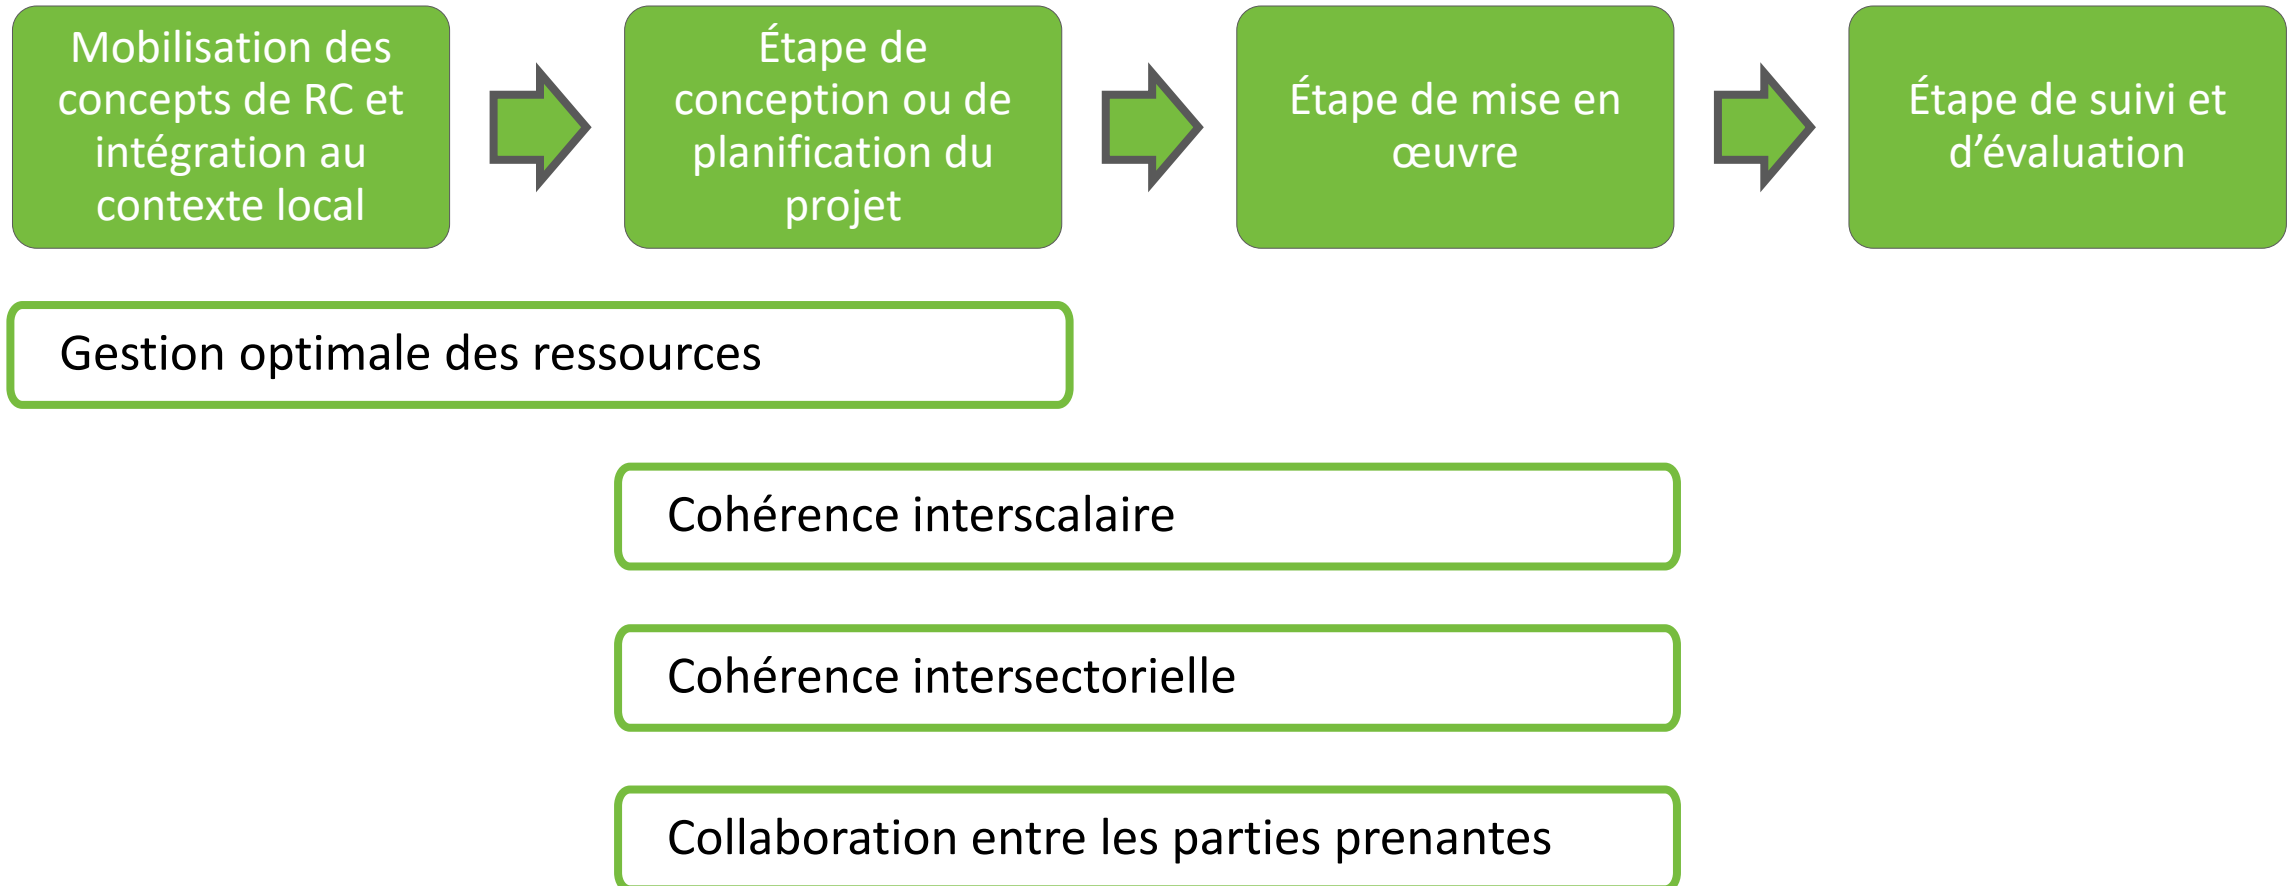 Mobilisation des
concepts de RC et
intégration au
contexte local
Étape de
conception ou de
planification du
projet
Étape de mise en
œuvre
Étape de suivi et
d’évaluation
Gestion optimale des ressources
Cohérence interscalaire
Cohérence intersectorielle
Collaboration entre les parties prenantes